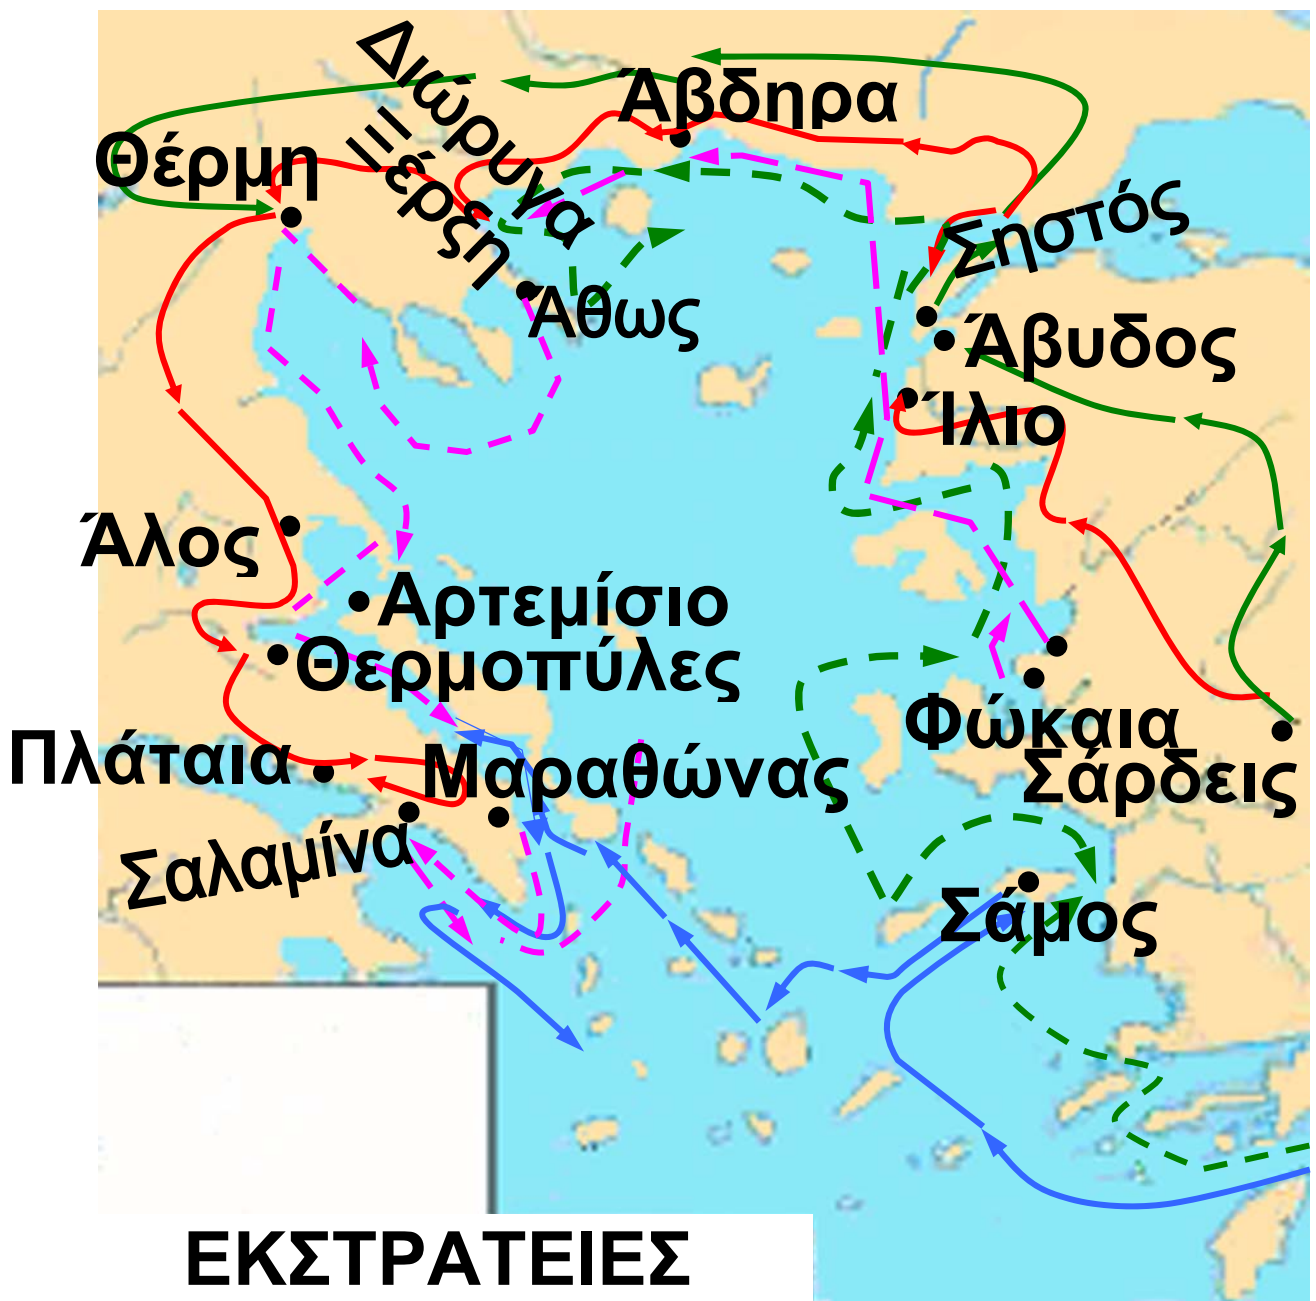 Διώρυγα
Ξέρξη
Άβδηρα
Θέρμη
Σηστός
Άθως
Άβυδος
Ίλιο
Άλος
Αρτεμίσιο
Θερμοπύλες
Φώκαια
Πλάταια
Μαραθώνας
Σάρδεις
Σαλαμίνα
Σάμος
ΕΚΣΤΡΑΤΕΙΕΣ